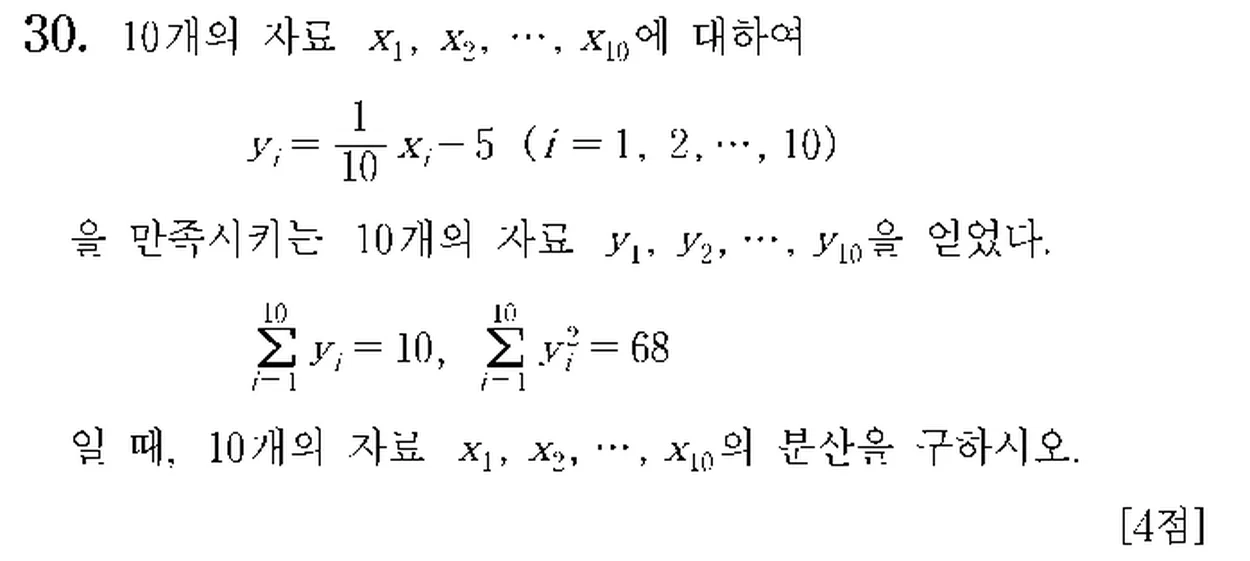 30. 10개의 자료 x₁, x₂, ⋯, x₁₀에 대하여
yᵢ = 1/10 xᵢ − 5 (i = 1, 2, ⋯, 10)
을 만족시키는 10개의 자료 y₁, y₂, ⋯, y₁₀을 얻었다.
∑_{i=1}^{10} yᵢ = 10, ∑_{i=1}^{10} yᵢ² = 68
일 때, 10개의 자료 x₁, x₂, ⋯, x₁₀의 분산을 구하시오.
[4점]